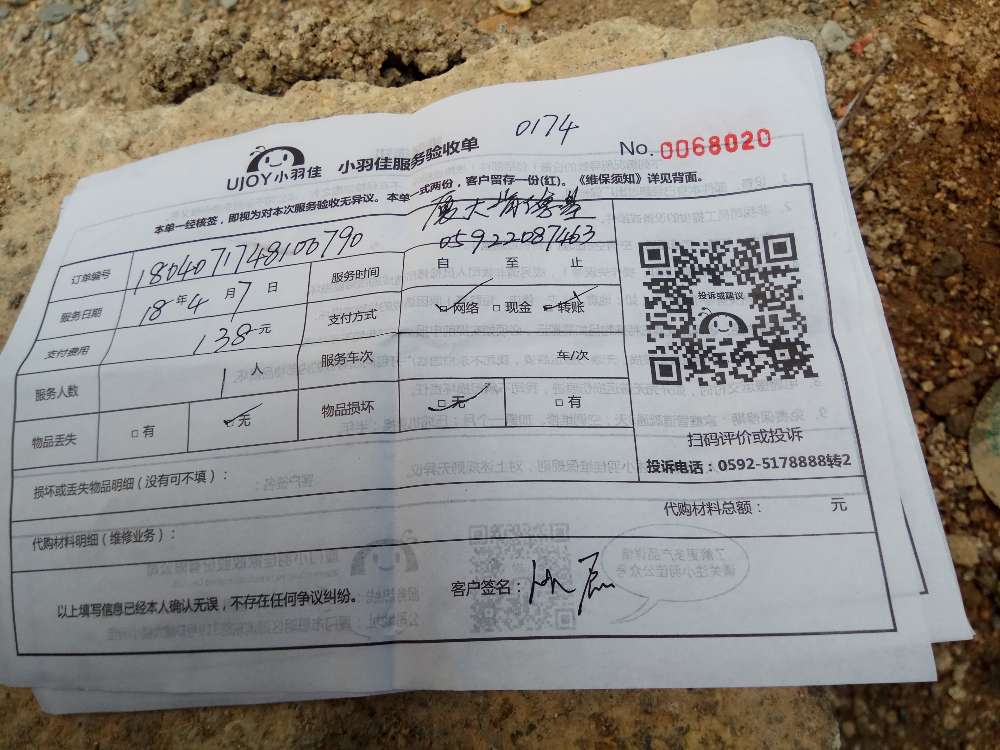 UJOY小羽佳 小羽佳服务验收单 0174 No. 0068020
本单一经核签，即视为对本次服务验收无异议。本单一式两份，客户留存一份(红)。《维保须知》详见背面。
05922087463
订单编号 服务时间 自 至 止
服务日期 18年4月7日 支付方式 □网络 □现金 □转账
支付费用 138元 服务车次 车/次
服务人数 1人
物品丢失 □有 □无 物品损坏 □无 □有
投诉或建议
扫码评价或投诉
投诉电话：0592-5178888转2
损坏或丢失物品明细（没有可不填）：
代购材料明细（维修业务）： 代购材料总额： 元
以上填写信息已经本人确认无误，不存在任何争议纠纷。 客户签名：